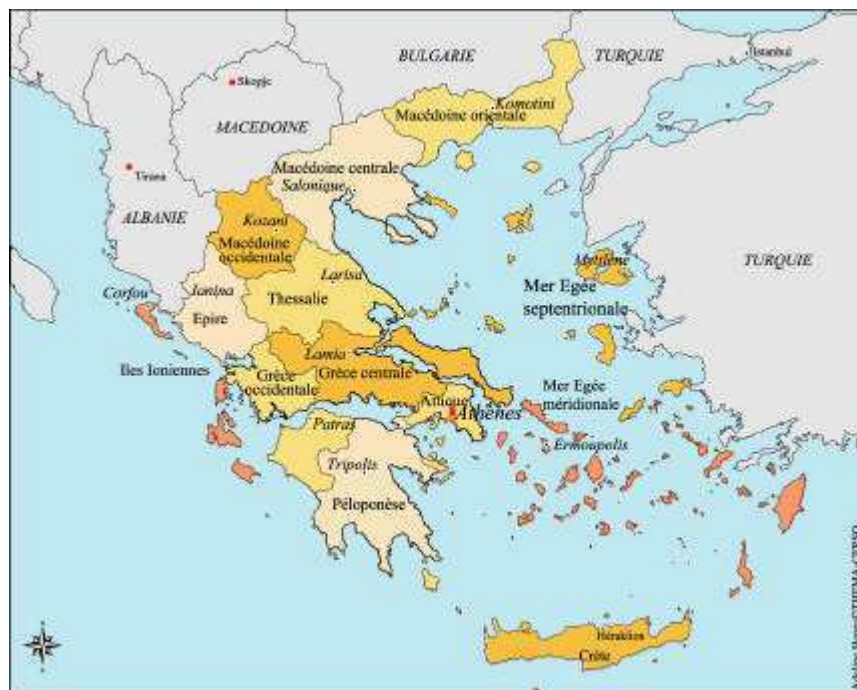 BULGARIE
TURQUIE
Istanbul
Skopje
MACEDOINE
Komotini
Macédoine orientale
Tirana
Macédoine centrale
Salonique
ALBANIE
Kozani
Macédoine
occidentale
Larisa
Thessalie
Ianina
Epire
Corfou
Mytilène
TURQUIE
Mer Egée
septentrionale
Iles Ioniennes
Lamia
Grèce centrale
Grèce
occidentale
Attique
Athènes
Mer Egée
méridionale
Ermoupolis
Patras
Tripolis
Péloponèse
Héraklion
Crète